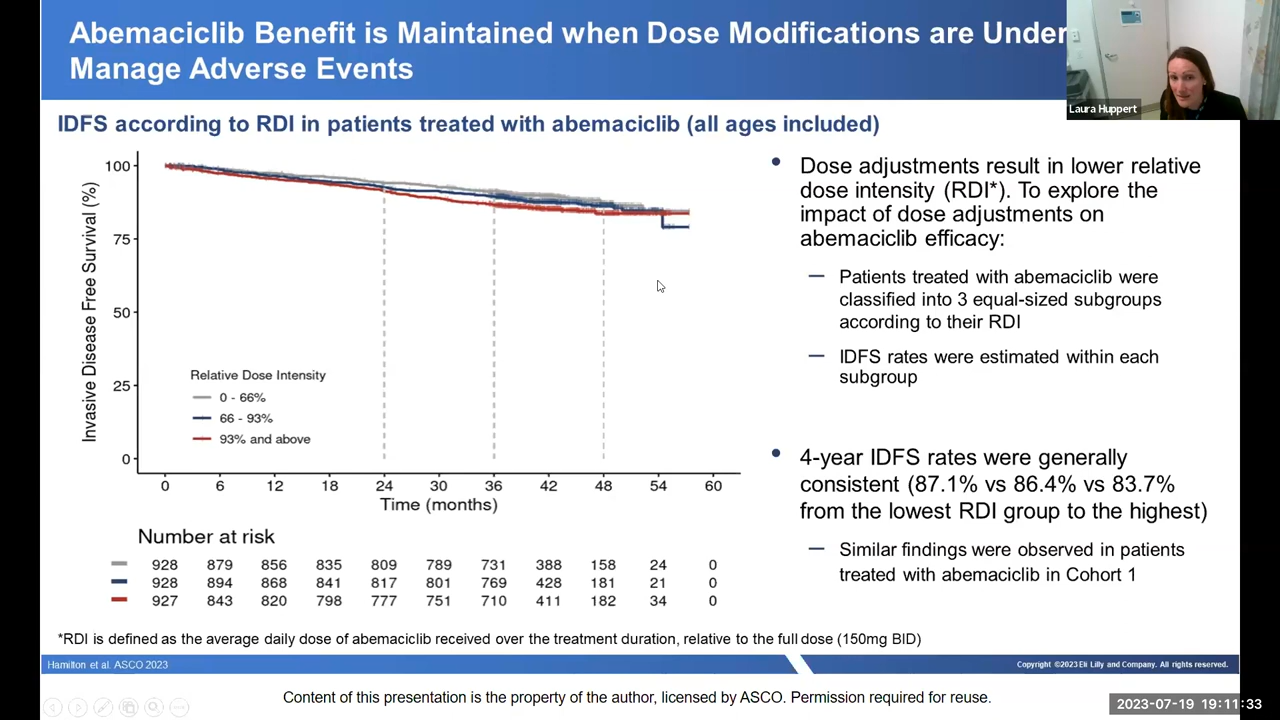 Abemaciclib Benefit is Maintained when Dose Modifications are Under
Manage Adverse Events
Laura Huppert
IDFS according to RDI in patients treated with abemaciclib (all ages included)
Invasive Disease Free Survival (%)
100
75
50
25
0
Relative Dose Intensity
0 - 66%
66 - 93%
93% and above
0 6 12 18 24 30 36 42 48 54 60
Time (months)
Number at risk
928 879 856 835 809 789 731 388 158 24 0
928 894 868 841 817 801 769 428 181 21 0
927 843 820 798 777 751 710 411 182 34 0
• Dose adjustments result in lower relative
dose intensity (RDI*). To explore the
impact of dose adjustments on
abemaciclib efficacy:
— Patients treated with abemaciclib were
classified into 3 equal-sized subgroups
according to their RDI
— IDFS rates were estimated within each
subgroup
• 4-year IDFS rates were generally
consistent (87.1% vs 86.4% vs 83.7%
from the lowest RDI group to the highest)
— Similar findings were observed in patients
treated with abemaciclib in Cohort 1
*RDI is defined as the average daily dose of abemaciclib received over the treatment duration, relative to the full dose (150mg BID)
Hamilton et al. ASCO 2023
Copyright ©2023 Eli Lilly and Company. All rights reserved.
Content of this presentation is the property of the author, licensed by ASCO. Permission required for reuse.
2023-07-19 19:11:33